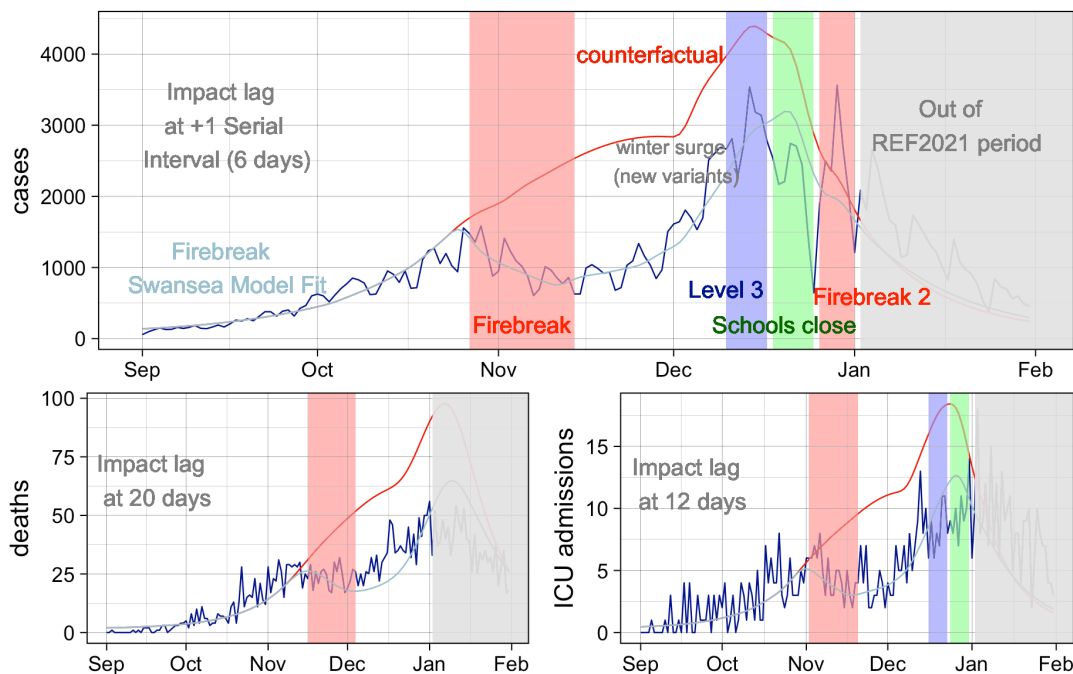 4000
3000
2000
1000
0
cases
Impact lag
at +1 Serial
Interval (6 days)
counterfactual
Out of
REF2021 period
winter surge
(new variants)
Firebreak
Swansea Model Fit
Level 3
Firebreak 2
Firebreak
Schools close
Sep
Oct
Nov
Dec
Jan
Feb
100
75
50
25
0
deaths
Impact lag
at 20 days
Sep
Oct
Nov
Dec
Jan
Feb
15
10
5
0
ICU admissions
Impact lag
at 12 days
Sep
Oct
Nov
Dec
Jan
Feb